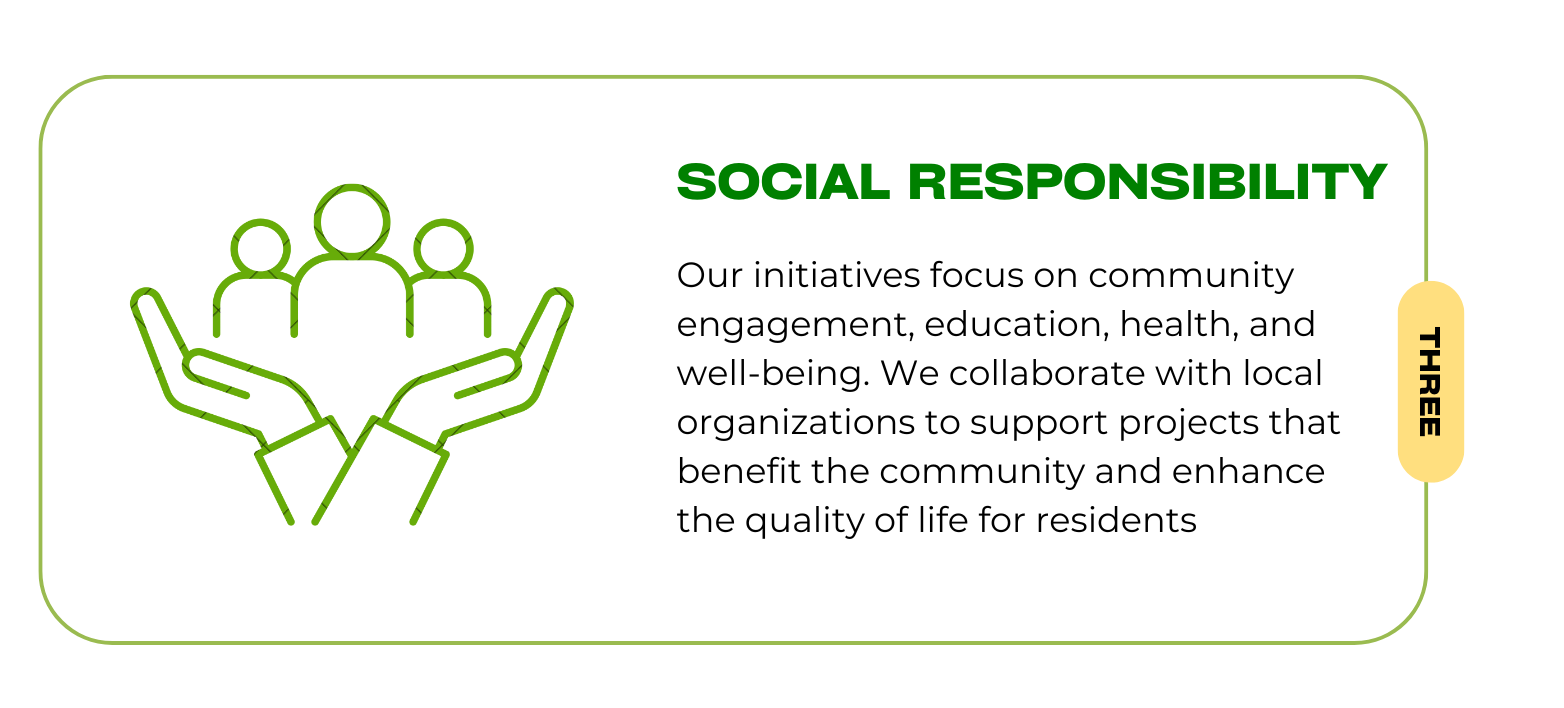 SOCIAL RESPONSIBILITY
Our initiatives focus on community
engagement, education, health, and
well-being. We collaborate with local
organizations to support projects that
benefit the community and enhance
the quality of life for residents
THREE